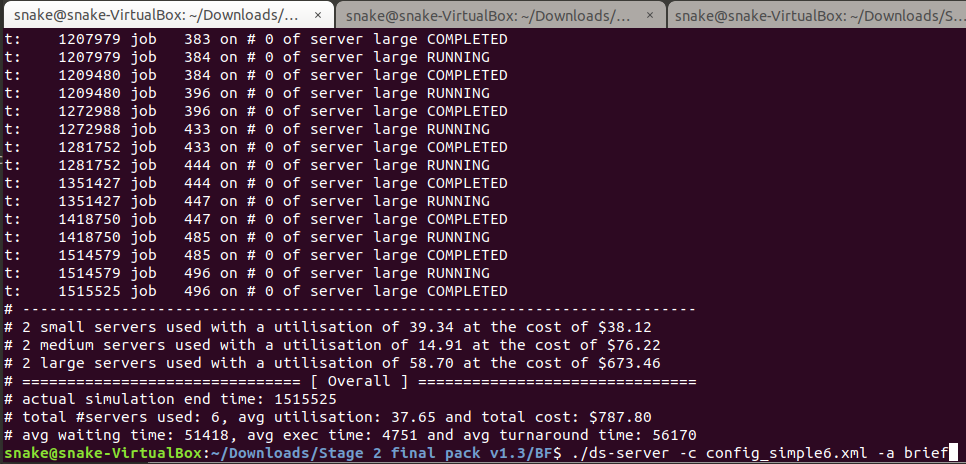 snake@snake-VirtualBox: ~/Downloads/... × snake@snake-VirtualBox: ~/Downloads/... × snake@snake-VirtualBox: ~/Downloads/S...
t:    1207979 job   383 on # 0 of server large COMPLETED
t:    1207979 job   384 on # 0 of server large RUNNING
t:    1209480 job   384 on # 0 of server large COMPLETED
t:    1209480 job   396 on # 0 of server large RUNNING
t:    1272988 job   396 on # 0 of server large COMPLETED
t:    1272988 job   433 on # 0 of server large RUNNING
t:    1281752 job   433 on # 0 of server large COMPLETED
t:    1281752 job   444 on # 0 of server large RUNNING
t:    1351427 job   444 on # 0 of server large COMPLETED
t:    1351427 job   447 on # 0 of server large RUNNING
t:    1418750 job   447 on # 0 of server large COMPLETED
t:    1418750 job   485 on # 0 of server large RUNNING
t:    1514579 job   485 on # 0 of server large COMPLETED
t:    1514579 job   496 on # 0 of server large RUNNING
t:    1515525 job   496 on # 0 of server large COMPLETED
# ---------------------------------------------------------------------------
# 2 small servers used with a utilisation of 39.34 at the cost of $38.12
# 2 medium servers used with a utilisation of 14.91 at the cost of $76.22
# 2 large servers used with a utilisation of 58.70 at the cost of $673.46
# =============================== [ Overall ] ===============================
# actual simulation end time: 1515525
# total #servers used: 6, avg utilisation: 37.65 and total cost: $787.80
# avg waiting time: 51418, avg exec time: 4751 and avg turnaround time: 56170
snake@snake-VirtualBox:~/Downloads/Stage 2 final pack v1.3/BF$ ./ds-server -c config_simple6.xml -a brief